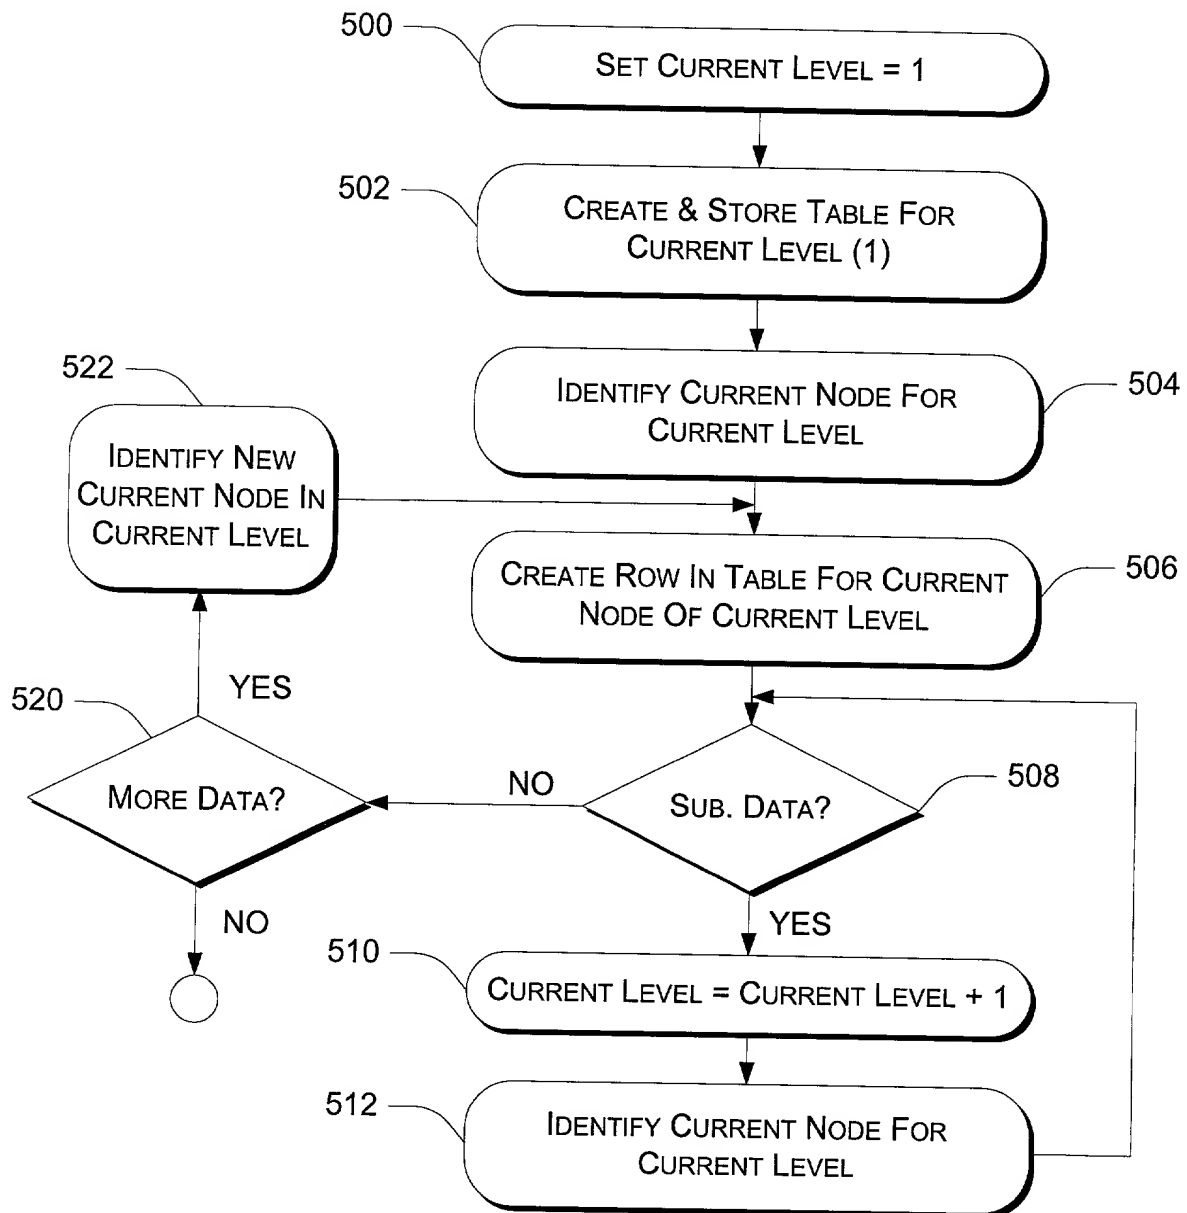 500
SET CURRENT LEVEL = 1
502
CREATE & STORE TABLE FOR
CURRENT LEVEL (1)
504
IDENTIFY CURRENT NODE FOR
CURRENT LEVEL
522
IDENTIFY NEW
CURRENT NODE IN
CURRENT LEVEL
506
CREATE ROW IN TABLE FOR CURRENT
NODE OF CURRENT LEVEL
520
YES
MORE DATA?
NO
NO
508
SUB. DATA?
YES
510
CURRENT LEVEL = CURRENT LEVEL + 1
512
IDENTIFY CURRENT NODE FOR
CURRENT LEVEL